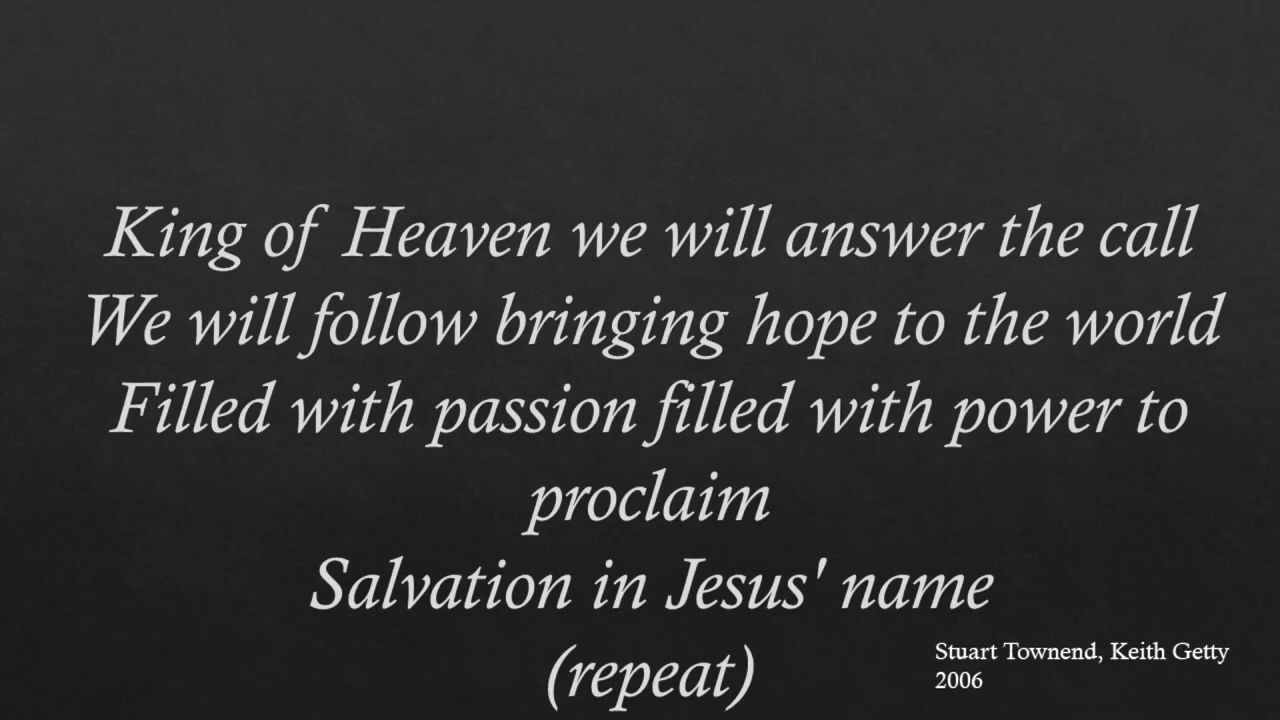 King of Heaven we will answer the call
We will follow bringing hope to the world
Filled with passion filled with power to
proclaim
Salvation in Jesus' name
(repeat)
Stuart Townend, Keith Getty
2006